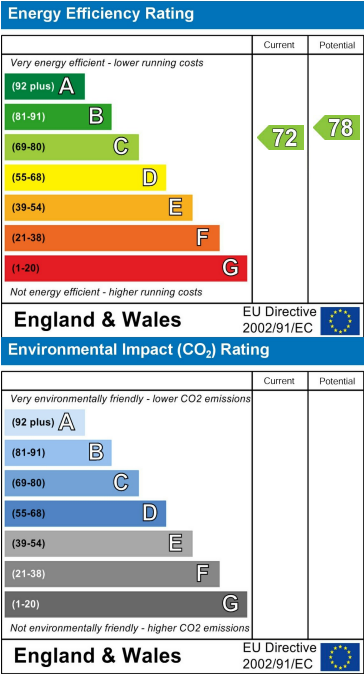 Energy Efficiency Rating
Current Potential
Very energy efficient - lower running costs
(92 plus) A
(81-91) B
(69-80) C
72 78
(55-68) D
(39-54) E
(21-38) F
(1-20) G
Not energy efficient - higher running costs
England & Wales
EU Directive
2002/91/EC
Environmental Impact (CO₂) Rating
Current Potential
Very environmentally friendly - lower CO2 emissions
(92 plus) A
(81-91) B
(69-80) C
(55-68) D
(39-54) E
(21-38) F
(1-20) G
Not environmentally friendly - higher CO2 emissions
England & Wales
EU Directive
2002/91/EC